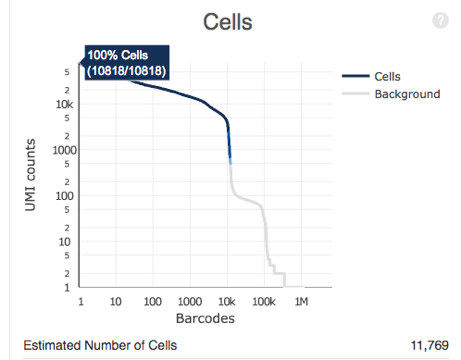 Cells
?
100% Cells
(10818/10818)
5
2
10k
5
2
1000
5
2
100
5
2
10
5
2
1
UMI counts
1
10
100
1000
10k
100k
1M
Barcodes
Cells
Background
Estimated Number of Cells 11,769